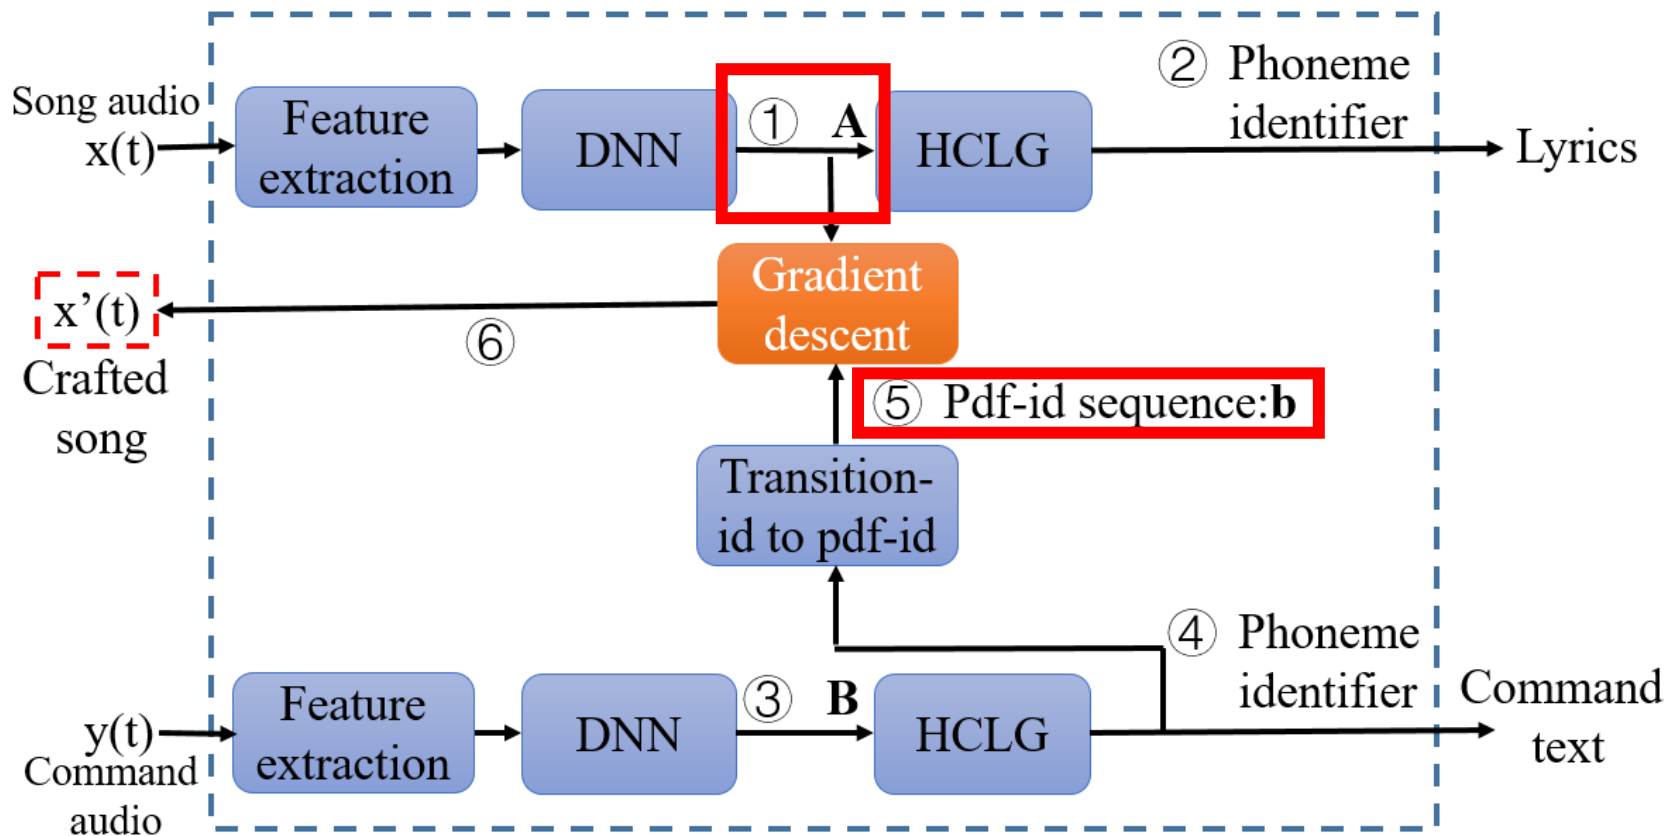 ② Phoneme
identifier
Song audio
x(t)
Feature
extraction
DNN
① A
HCLG
Lyrics
Gradient
descent
x’(t)
⑥
Crafted
song
⑤ Pdf-id sequence:b
Transition-
id to pdf-id
④ Phoneme
identifier
y(t)
Command
audio
Feature
extraction
DNN
③ B
HCLG
Command
text